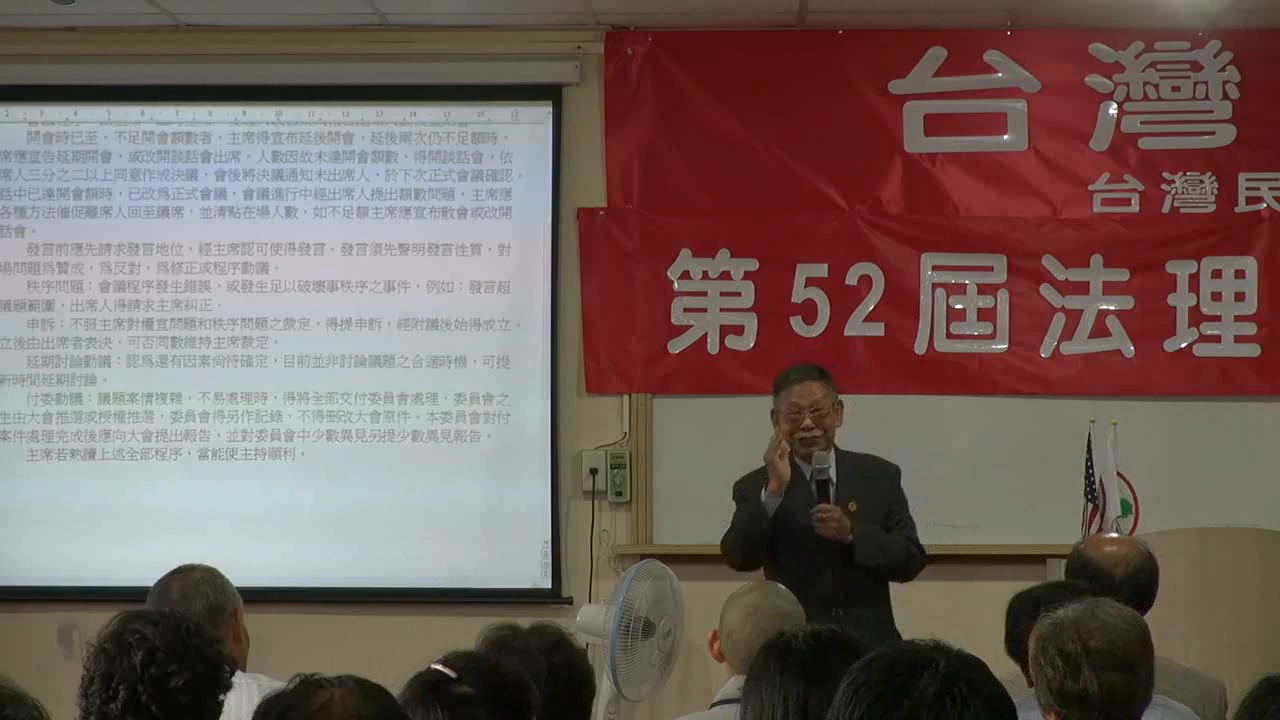 開會時已至，不足開會額數者，主席得宣布延後開會，延後兩次仍不足額時，
席應宣告延期開會，或改開談話會出席。人數因故未達開會額數，得開談話會，依
席人三分之二以上同意作成決議，會後將決議通知未出席人，於下次正式會議確認。
話中已達開會額時，已改為正式會議，會議進行中經出席人提出額數問題，主席應
各種方法催促離席人回至議席，並清點在場人數，如不足額主席應宣布散會或改開
話會。
發言前應先請求發言地位，經主席認可使得發言。發言須先聲明發言性質，對
場問題為贊成，為反對，為修正或程序動議。
秩序問題：會議程序發生錯誤，或發生足以破壞事秩序之事件，例如：發言超
議題範圍，出席人得請求主席糾正。
申訴：不服主席對權宜問題和秩序問題之裁定，得提申訴，經附議後始得成立。
立後由出席者表決，可否同數維持主席裁定。
延期討論動議：認為還有因素尚待確定，目前並非討論議題之合適時機，可提
新時間延期討論。
付委動議：議題案情複雜，不易處理時，得將全部交付委員會處理，委員會之
生由大會推選或授權推選，委員會得另作記錄，不得刪改大會原件。本委員會對付
案件處理完成後應向大會提出報告，並對委員會中少數異見另提少數異見報告。
主席若熟讀上述全部程序，當能使主持順利。
台灣
台灣民
第52屆法理